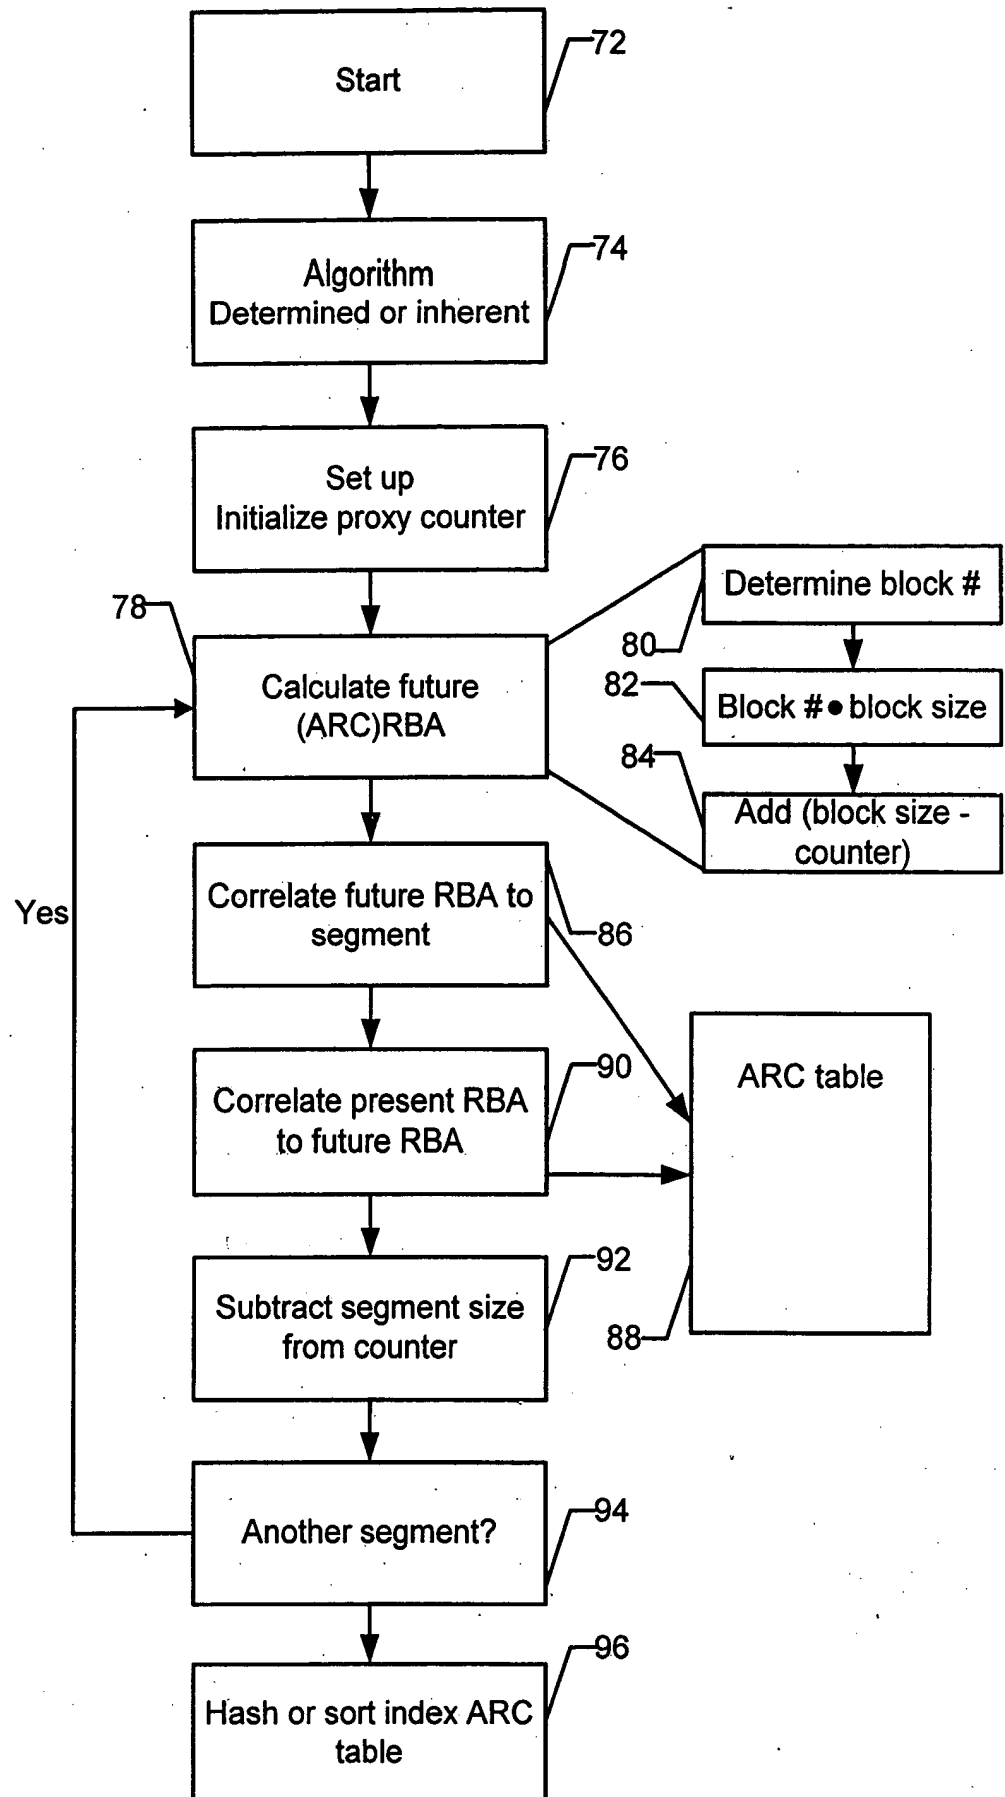 Start
72
Algorithm
Determined or inherent
74
Set up
Initialize proxy counter
76
78
Calculate future
(ARC)RBA
Determine block #
80
82
Block #●block size
84
Add (block size -
counter)
Yes
Correlate future RBA to
segment
86
Correlate present RBA
to future RBA
90
ARC table
88
Subtract segment size
from counter
92
Another segment?
94
Hash or sort index ARC
table
96